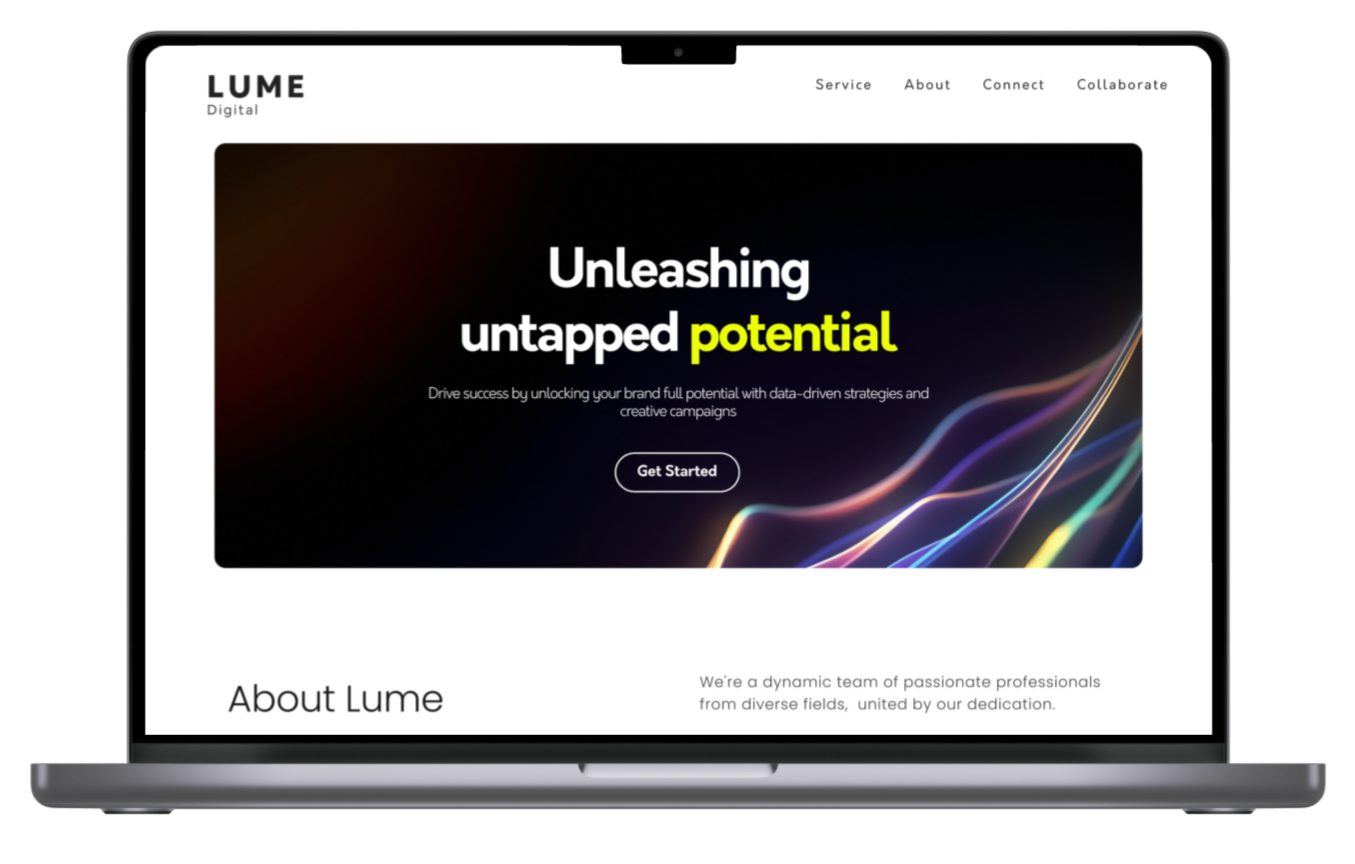 LUME
Digital
Service About Connect Collaborate
Unleashing
untapped potential
Drive success by unlocking your brand full potential with data-driven strategies and
creative campaigns
Get Started
About Lume
We're a dynamic team of passionate professionals
from diverse fields, united by our dedication.